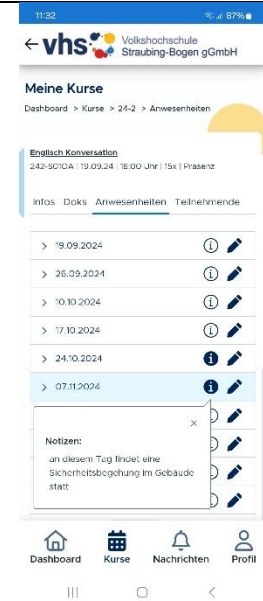 11:32
87%
vhs
Volkshochschule
Straubing-Bogen gGmbH
Meine Kurse
Dashboard > Kurse > 24-2 > Anwesenheiten
Englisch Konversation
242-S010A | 19.09.24 | 18:00 Uhr | 15x | Präsenz
Infos Doks Anwesenheiten Teilnehmende
19.09.2024
26.09.2024
10.10.2024
17.10.2024
24.10.2024
07.11.2024
Notizen:
an diesem Tag findet eine
Sicherheitsbegehung im Gebäude
statt
Dashboard Kurse Nachrichten Profil